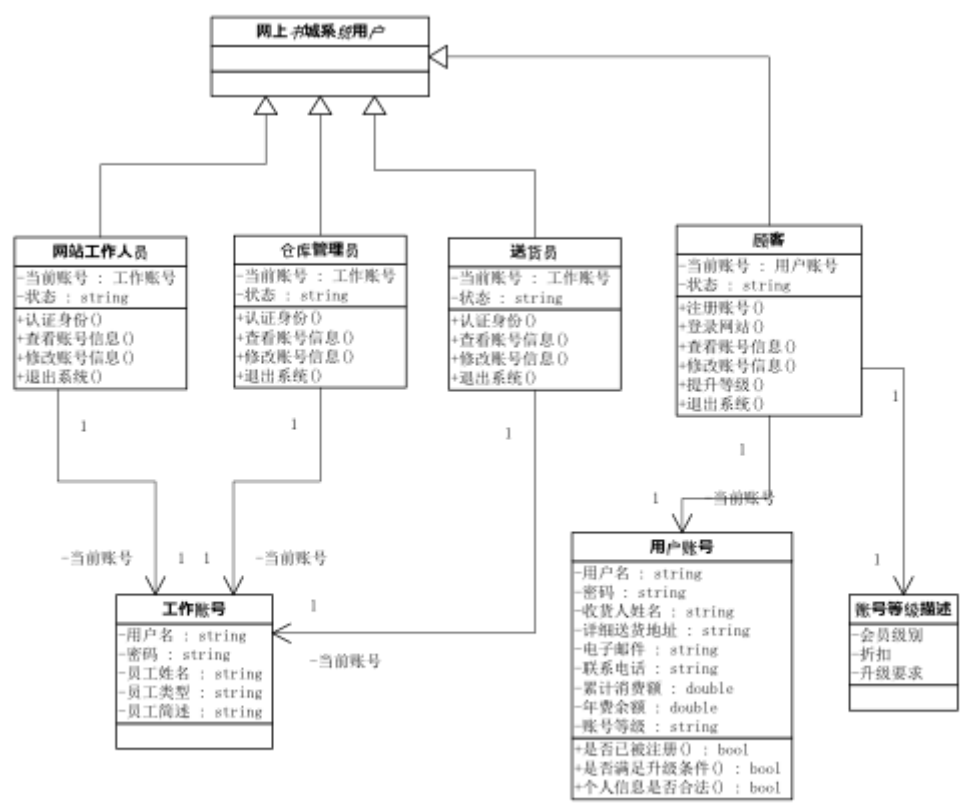 网上书城系统用户
网站工作人员
-当前账号 : 工作账号
-状态 : string
+认证身份()
+查看账号信息()
+修改账号信息()
+退出系统()
仓库管理员
-当前账号 : 工作账号
-状态 : string
+认证身份()
+查看账号信息()
+修改账号信息()
+退出系统()
送货员
-当前账号 : 工作账号
-状态 : string
+认证身份()
+查看账号信息()
+修改账号信息()
+退出系统()
顾客
-当前账号 : 用户账号
-状态 : string
+注册账号()
+登录网站()
+查看账号信息()
+修改账号信息()
+提升等级()
+退出系统()
1
1
1
1
1
1
-当前账号
-当前账号
1
1
-当前账号
1
1
-当前账号
工作账号
-用户名 : string
-密码 : string
-员工姓名 : string
-员工类型 : string
-员工简述 : string
用户账号
-用户名 : string
-密码 : string
-收货人姓名 : string
-详细送货地址 : string
-电子邮件 : string
-联系电话 : string
-累计消费额 : double
-年费余额 : double
-账号等级 : string
+是否已被注册() : bool
+是否满足升级条件() : bool
+个人信息是否合法() : bool
账号等级描述
-会员级别
-折扣
-升级要求